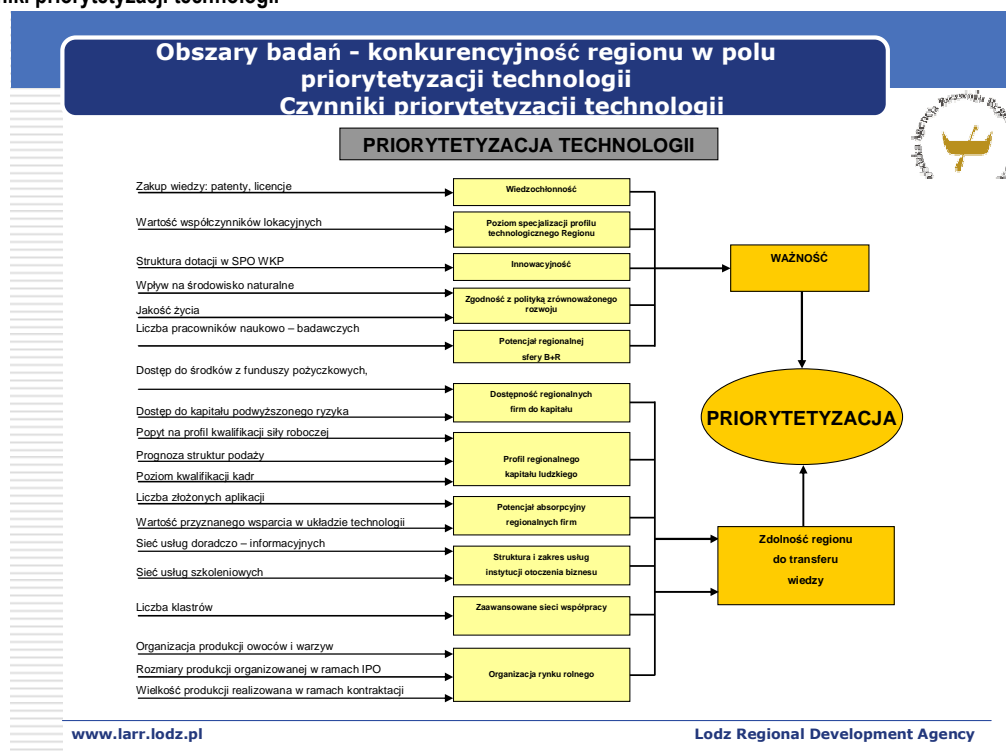 priorytetyzacji technologii
Obszary badań - konkurencyjność regionu w polu
priorytetyzacji technologii
Czynniki priorytetyzacji technologii
PRIORYTETYZACJA TECHNOLOGII
Zakup wiedzy: patenty, licencje
Wiedzochłonność
Wartość współczynników lokacyjnych
Poziom specjalizacji profilu
technologicznego Regionu
Struktura dotacji w SPO WKP
Innowacyjność
WAŻNOŚĆ
Wpływ na środowisko naturalne
Jakość życia
Zgodność z polityką zrównoważonego
rozwoju
Liczba pracowników naukowo – badawczych
Potencjał regionalnej
sfery B+R
Dostęp do środków z funduszy pożyczkowych,
Dostęp do kapitału podwyższonego ryzyka
Dostępność regionalnych
firm do kapitału
PRIORYTETYZACJA
Popyt na profil kwalifikacji siły roboczej
Prognoza struktur podaży
Poziom kwalifikacji kadr
Profil regionalnego
kapitału ludzkiego
Liczba złożonych aplikacji
Wartość przyznanego wsparcia w układzie technologii
Potencjał absorpcyjny
regionalnych firm
Sieć usług doradczo – informacyjnych
Sieć usług szkoleniowych
Struktura i zakres usług
instytucji otoczenia biznesu
Zdolność regionu
do transferu
wiedzy
Liczba klastrów
Zaawansowane sieci współpracy
Organizacja produkcji owoców i warzyw
Rozmiary produkcji organizowanej w ramach IPO
Wielkość produkcji realizowana w ramach kontraktacji
Organizacja rynku rolnego
www.larr.lodz.pl
Lodz Regional Development Agency